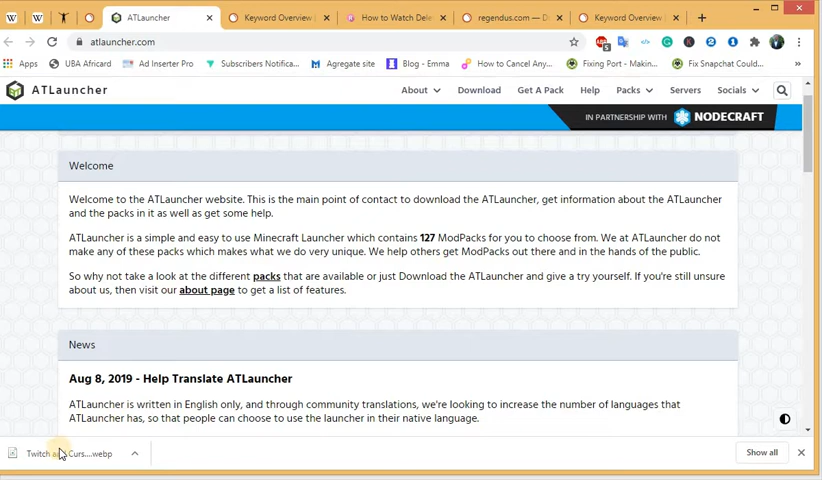 ATLauncher
Keyword Overview |
How to Watch Dele
regendus.com — D
Keyword Overview |
atlauncher.com
Apps
UBA Africard
Ad Inserter Pro
Subscribers Notifica...
Agregate site
Blog - Emma
How to Cancel Any...
Fixing Port - Makin...
Fix Snapchat Could...
ATLauncher
About
Download
Get A Pack
Help
Packs
Servers
Socials
IN PARTNERSHIP WITH NODECRAFT
Welcome
Welcome to the ATLauncher website. This is the main point of contact to download the ATLauncher, get information about the ATLauncher
and the packs in it as well as get some help.
ATLauncher is a simple and easy to use Minecraft Launcher which contains 127 ModPacks for you to choose from. We at ATLauncher do not
make any of these packs which makes what we do very unique. We help others get ModPacks out there and in the hands of the public.
So why not take a look at the different packs that are available or just Download the ATLauncher and give a try yourself. If you're still unsure
about us, then visit our about page to get a list of features.
News
Aug 8, 2019 - Help Translate ATLauncher
ATLauncher is written in English only, and through community translations, we're looking to increase the number of languages that
ATLauncher has, so that people can choose to use the launcher in their native language.
Twitch Curs....webp
Show all